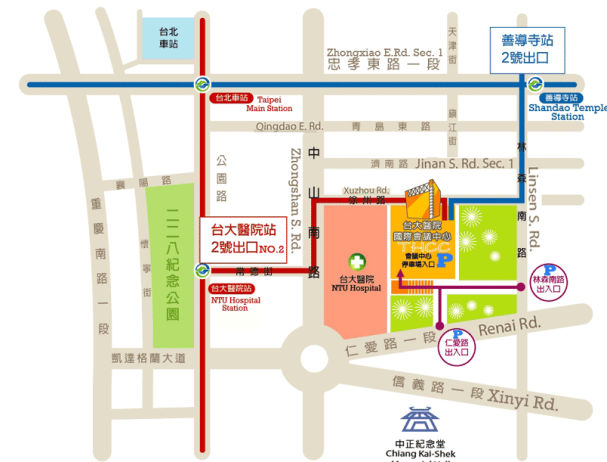 台北
車站
天津街
善導寺站
2號出口
Zhongxiao E.Rd. Sec. 1
忠孝東路一段
台北車站
Taipei
Main Station
善導寺站
Shandao Temple
Station
鎮江街
Qingdao E. Rd.
青島東路
公園路
中山南路
Zhongshan S. Rd.
濟南路 Jinan S. Rd. Sec. 1
林森南路
Linsen S. Rd.
襄陽路
懷寧街
重慶南路一段
二二八紀念公園
Xuzhou Rd.
徐州路
台大醫院站
2號出口NO.2
台大醫院
國際會議中心
THCC
會議中心
停車場入口
P
常德街
台大醫院站
NTU Hospital
Station
台大醫院
NTU Hospital
P
林森南路
出入口
P
仁愛路
出入口
仁愛路一段 Renai Rd.
凱達格蘭大道
信義路一段 Xinyi Rd.
中正紀念堂
Chiang Kai-Shek